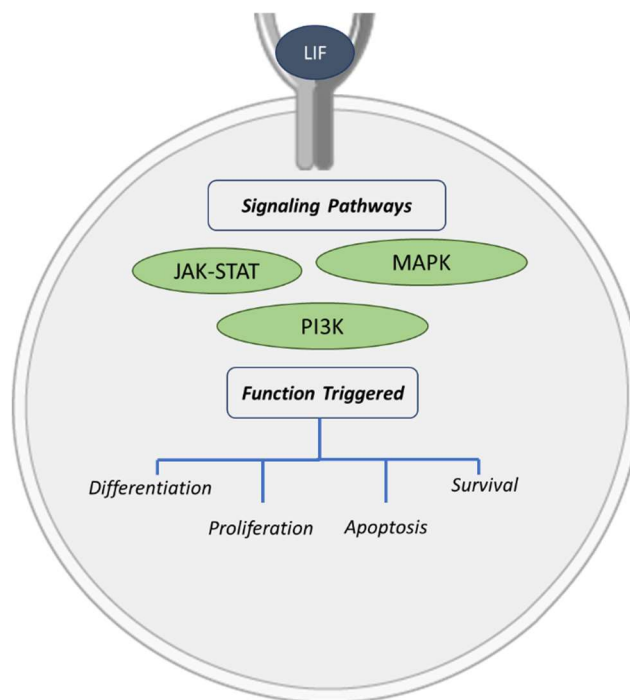 LIF
Signaling Pathways
JAK-STAT
MAPK
PI3K
Function Triggered
Differentiation
Proliferation
Apoptosis
Survival